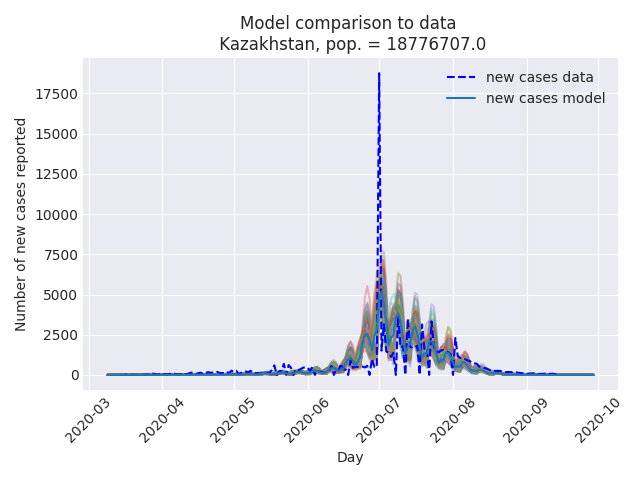 Model comparison to data
Kazakhstan, pop. = 18776707.0
new cases data
new cases model
Number of new cases reported
17500
15000
12500
10000
7500
5000
2500
0
2020-03
2020-04
2020-05
2020-06
2020-07
2020-08
2020-09
2020-10
Day